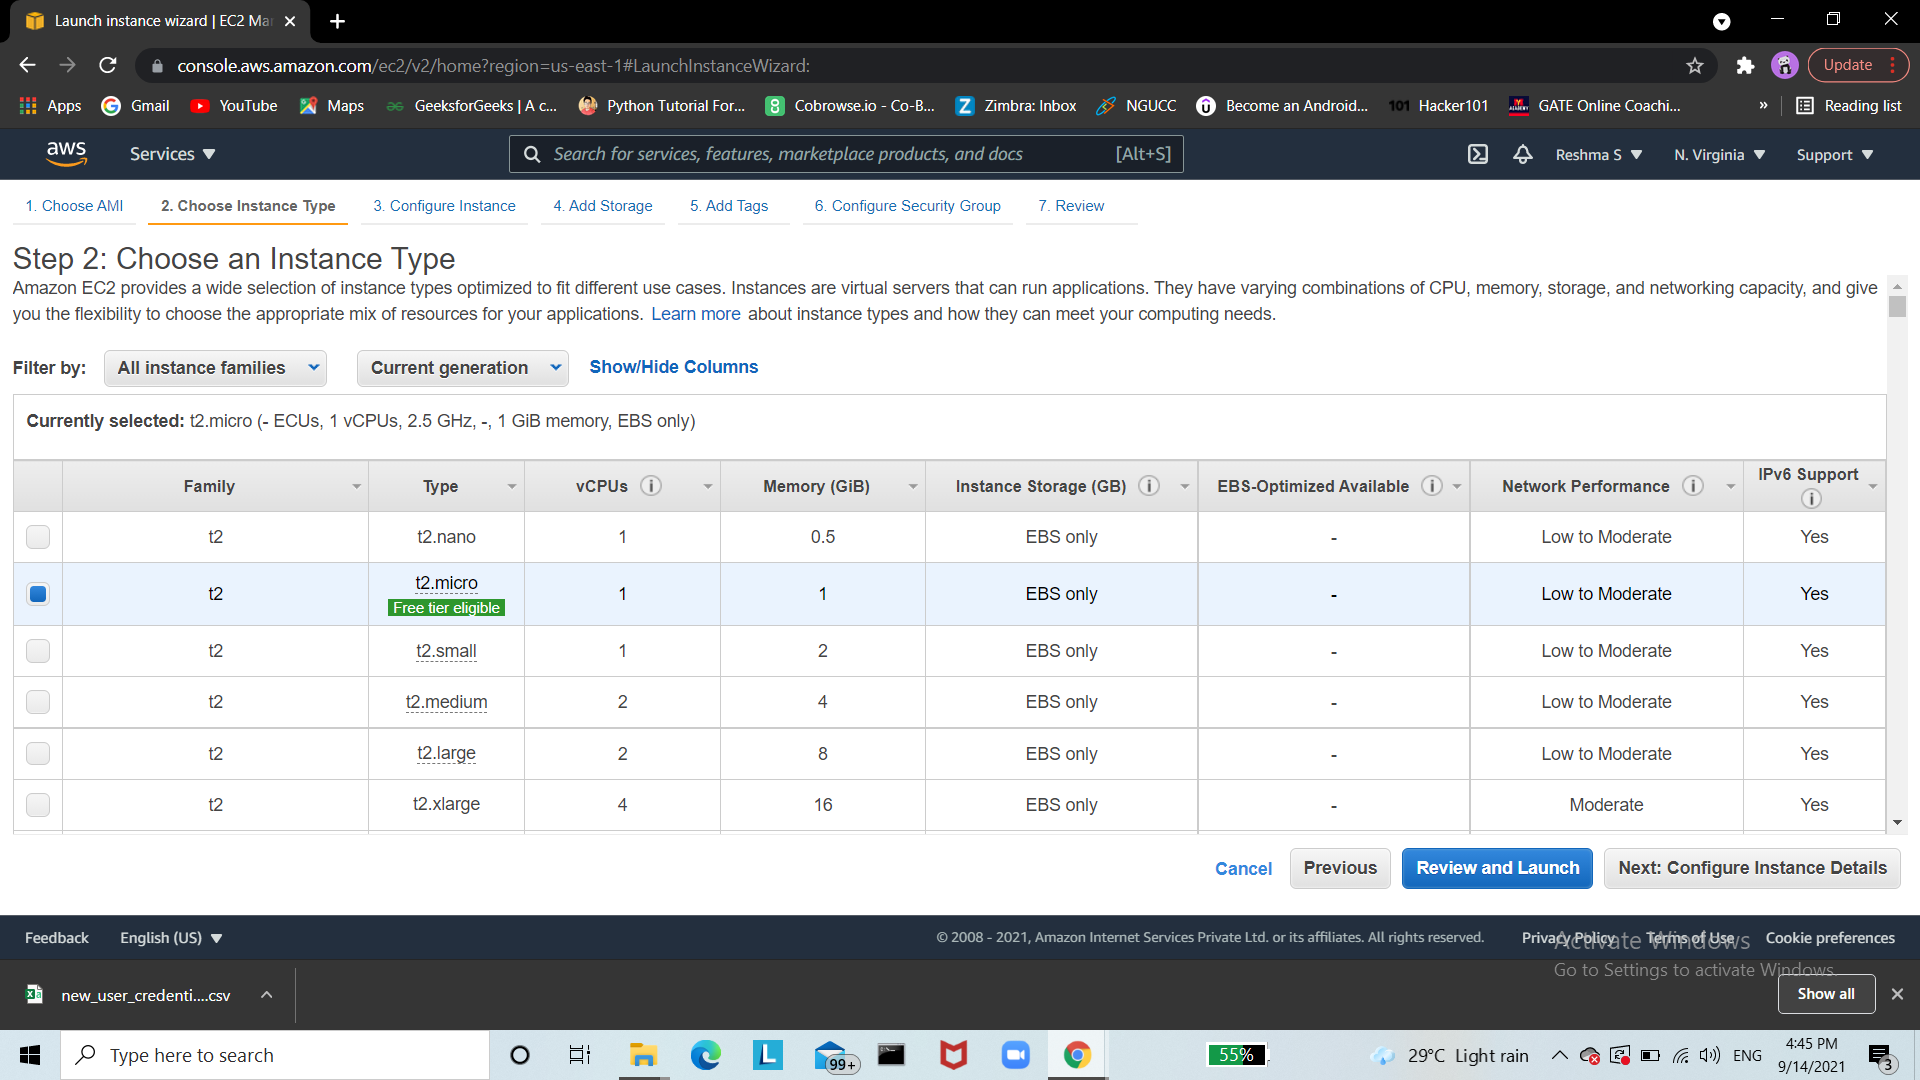 Launch instance wizard | EC2 Ma
console.aws.amazon.com/ec2/v2/home?region=us-east-1#LaunchInstanceWizard:
Update
Apps
Gmail
YouTube
Maps
GeeksforGeeks | A c...
Python Tutorial For...
Cobrowse.io - Co-B...
Zimbra: Inbox
NGUCC
Become an Android...
101 Hacker101
GATE Online Coachi...
»
Reading list
aws
Services
Search for services, features, marketplace products, and docs [Alt+S]
Reshma S
N. Virginia
Support
1. Choose AMI
2. Choose Instance Type
3. Configure Instance
4. Add Storage
5. Add Tags
6. Configure Security Group
7. Review
Step 2: Choose an Instance Type
Amazon EC2 provides a wide selection of instance types optimized to fit different use cases. Instances are virtual servers that can run applications. They have varying combinations of CPU, memory, storage, and networking capacity, and give
you the flexibility to choose the appropriate mix of resources for your applications. Learn more about instance types and how they can meet your computing needs.
Filter by: All instance families Current generation Show/Hide Columns
Currently selected: t2.micro (- ECUs, 1 vCPUs, 2.5 GHz, -, 1 GiB memory, EBS only)
Family Type vCPUs Memory (GiB) Instance Storage (GB) EBS-Optimized Available Network Performance IPv6 Support
t2 t2.nano 1 0.5 EBS only - Low to Moderate Yes
t2 t2.micro 1 1 EBS only - Low to Moderate Yes
Free tier eligible
t2 t2.small 1 2 EBS only - Low to Moderate Yes
t2 t2.medium 2 4 EBS only - Low to Moderate Yes
t2 t2.large 2 8 EBS only - Low to Moderate Yes
t2 t2.xlarge 4 16 EBS only - Moderate Yes
Cancel Previous Review and Launch Next: Configure Instance Details
Feedback English (US) © 2008 - 2021, Amazon Internet Services Private Ltd. or its affiliates. All rights reserved. Privacy Policy Terms of Use Cookie preferences
Activate Windows
Go to Settings to activate Windows.
new_user_credenti....csv
Show all
Type here to search
L
99+
55%
29°C Light rain
ENG
4:45 PM
9/14/2021
3